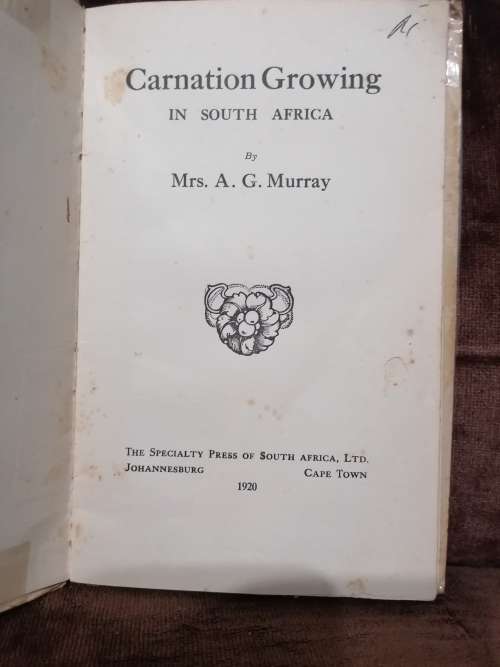 Carnation Growing
IN SOUTH AFRICA
By
Mrs. A. G. Murray
THE SPECIALTY PRESS OF SOUTH AFRICA, LTD.
JOHANNESBURG CAPE TOWN
1920